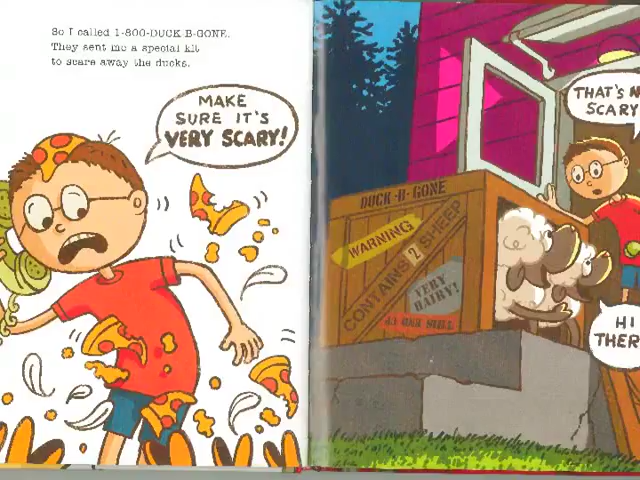 So I called 1-800-DUCK-B-GONE.
They sent me a special kit
to scare away the ducks.
MAKE
SURE IT'S
VERY SCARY!
DUCK-B-GONE
WARNING
CONTAINS 2 SHEEP
VERY
HAIRY!
THAT'S
SCARY
HI
THER